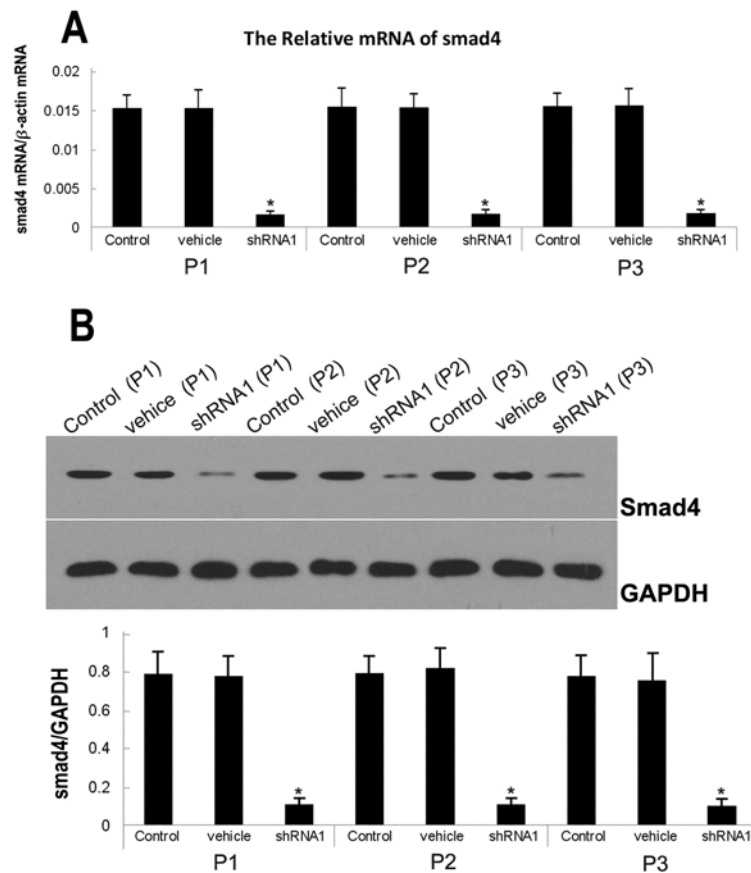 A
The Relative mRNA of smad4
smad4 mRNA/β-actin mRNA
0.02
0.015
0.01
0.005
0
* * *
Control vehicle shRNA1 Control vehicle shRNA1 Control vehicle shRNA1
P1 P2 P3
B
Control (P1) vehice (P1) shRNA1 (P1) Control (P2) vehice (P2) shRNA1 (P2) Control (P3) vehice (P3) shRNA1 (P3)
Smad4
GAPDH
smad4/GAPDH
1
0.8
0.6
0.4
0.2
0
* * *
Control vehicle shRNA1 Control vehicle shRNA1 Control vehicle shRNA1
P1 P2 P3